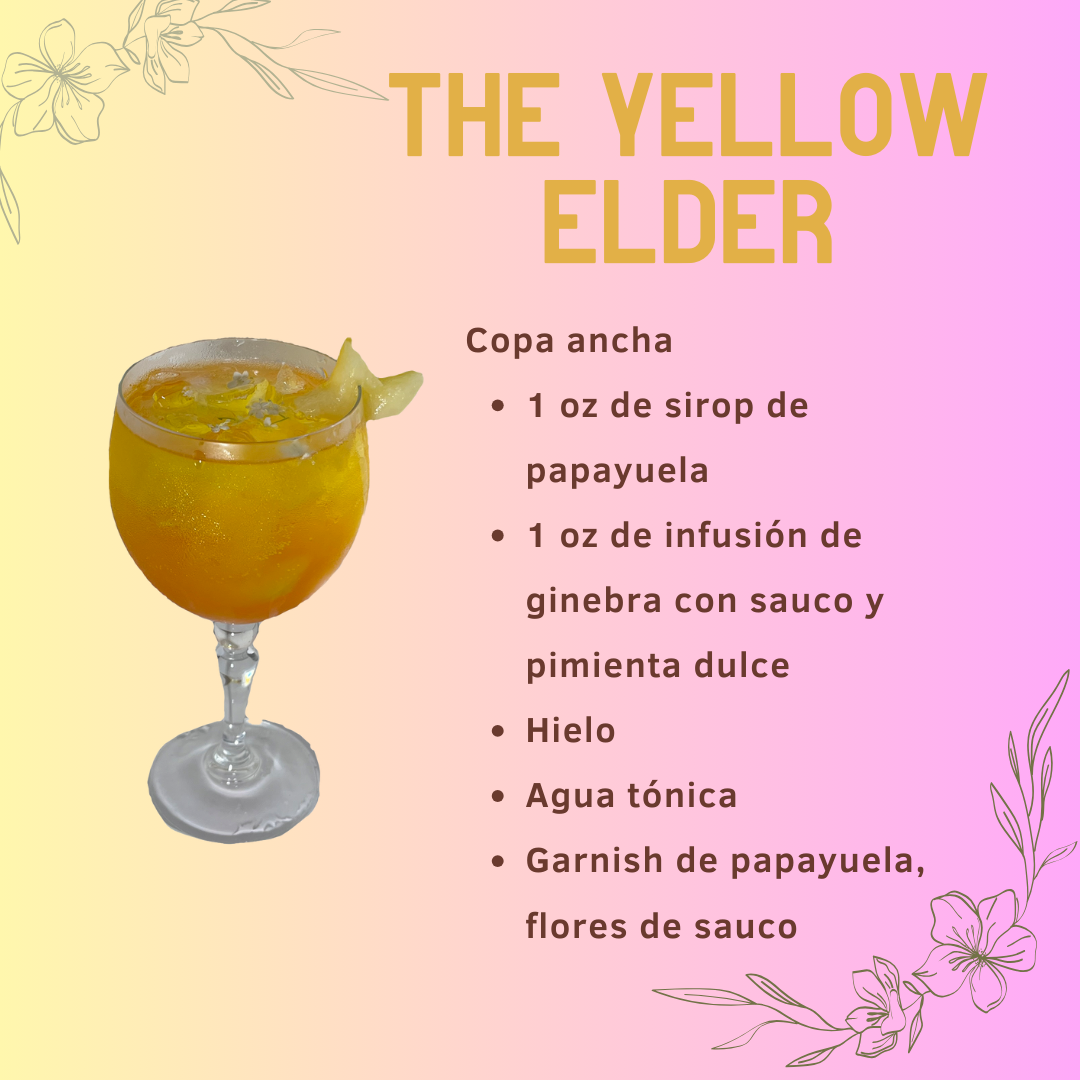 THE YELLOW
ELDER
Copa ancha
• 1 oz de sirop de
papayuela
• 1 oz de infusión de
ginebra con sauco y
pimienta dulce
• Hielo
• Agua tónica
• Garnish de papayuela,
flores de sauco